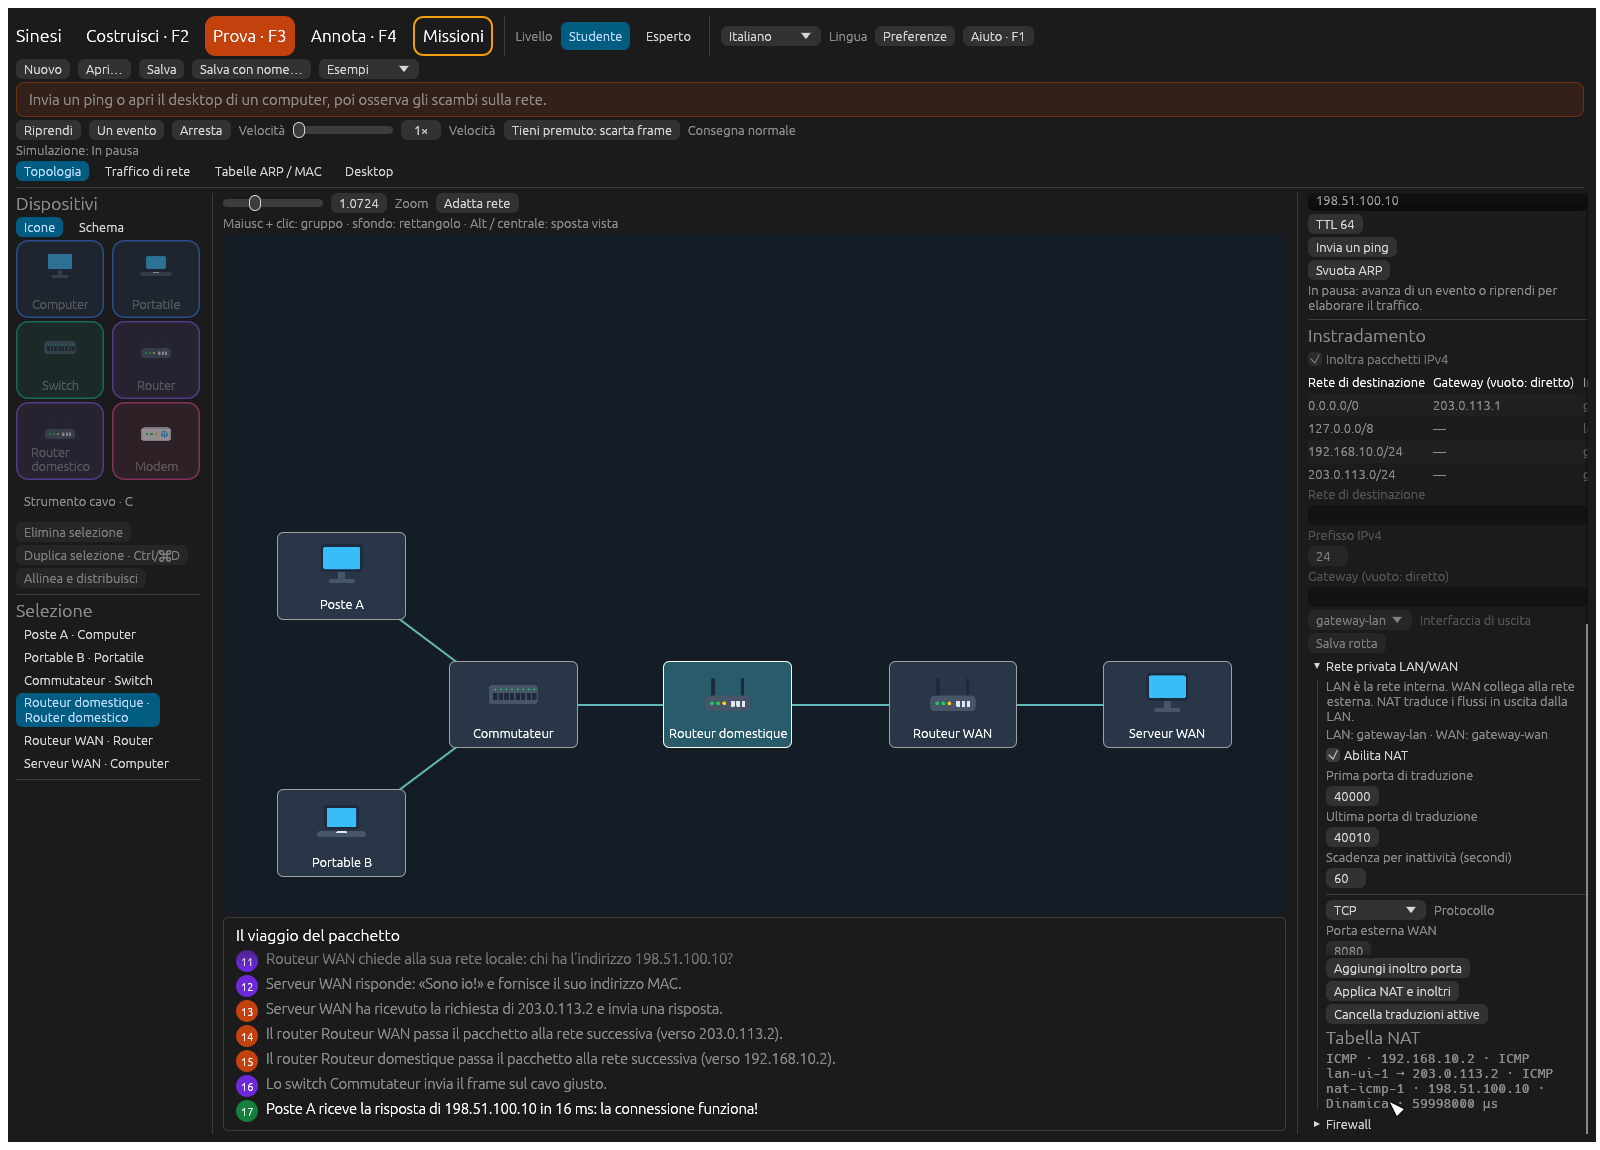 Sinesi Costruisci · F2 Prova · F3 Annota · F4 Missioni Livello Studente Esperto Italiano Lingua Preferenze Aiuto · F1
Nuovo Apri… Salva Salva con nome… Esempi
Invia un ping o apri il desktop di un computer, poi osserva gli scambi sulla rete.
Riprendi Un evento Arresta Velocità 1× Velocità Tieni premuto: scarta frame Consegna normale
Simulazione: In pausa
Topologia Traffico di rete Tabelle ARP / MAC Desktop
Dispositivi
Icone Schema
Computer Portatile
Switch Router
Router domestico Modem
Strumento cavo · C
Elimina selezione
Duplica selezione · Ctrl/⌘D
Allinea e distribuisci
Selezione
Poste A · Computer
Portable B · Portatile
Commutateur · Switch
Routeur domestique ·
Router domestico
Routeur WAN · Router
Serveur WAN · Computer
1.0724 Zoom Adatta rete
Maiusc + clic: gruppo · sfondo: rettangolo · Alt / centrale: sposta vista
Poste A
Commutateur
Routeur domestique
Routeur WAN
Serveur WAN
Portable B
Il viaggio del pacchetto
11 Routeur WAN chiede alla sua rete locale: chi ha l'indirizzo 198.51.100.10?
12 Serveur WAN risponde: «Sono io!» e fornisce il suo indirizzo MAC.
13 Serveur WAN ha ricevuto la richiesta di 203.0.113.2 e invia una risposta.
14 Il router Routeur WAN passa il pacchetto alla rete successiva (verso 203.0.113.2).
15 Il router Routeur domestique passa il pacchetto alla rete successiva (verso 192.168.10.2).
16 Lo switch Commutateur invia il frame sul cavo giusto.
17 Poste A riceve la risposta di 198.51.100.10 in 16 ms: la connessione funziona!
198.51.100.10
TTL 64
Invia un ping
Svuota ARP
In pausa: avanza di un evento o riprendi per
elaborare il traffico.
Instradamento
Inoltra pacchetti IPv4
Rete di destinazione Gateway (vuoto: diretto)
0.0.0.0/0 203.0.113.1
127.0.0.0/8 —
192.168.10.0/24 —
203.0.113.0/24 —
Rete di destinazione
Prefisso IPv4
24
Gateway (vuoto: diretto)
gateway-lan Interfaccia di uscita
Salva rotta
Rete privata LAN/WAN
LAN è la rete interna. WAN collega alla rete
esterna. NAT traduce i flussi in uscita dalla
LAN.
LAN: gateway-lan · WAN: gateway-wan
Abilita NAT
Prima porta di traduzione
40000
Ultima porta di traduzione
40010
Scadenza per inattività (secondi)
60
TCP Protocollo
Porta esterna WAN
8080
Aggiungi inoltro porta
Applica NAT e inoltri
Cancella traduzioni attive
Tabella NAT
ICMP · 192.168.10.2 · ICMP
lan-ui-1 → 203.0.113.2 · ICMP
nat-icmp-1 · 198.51.100.10 ·
Dinamica · 59998000 µs
Firewall